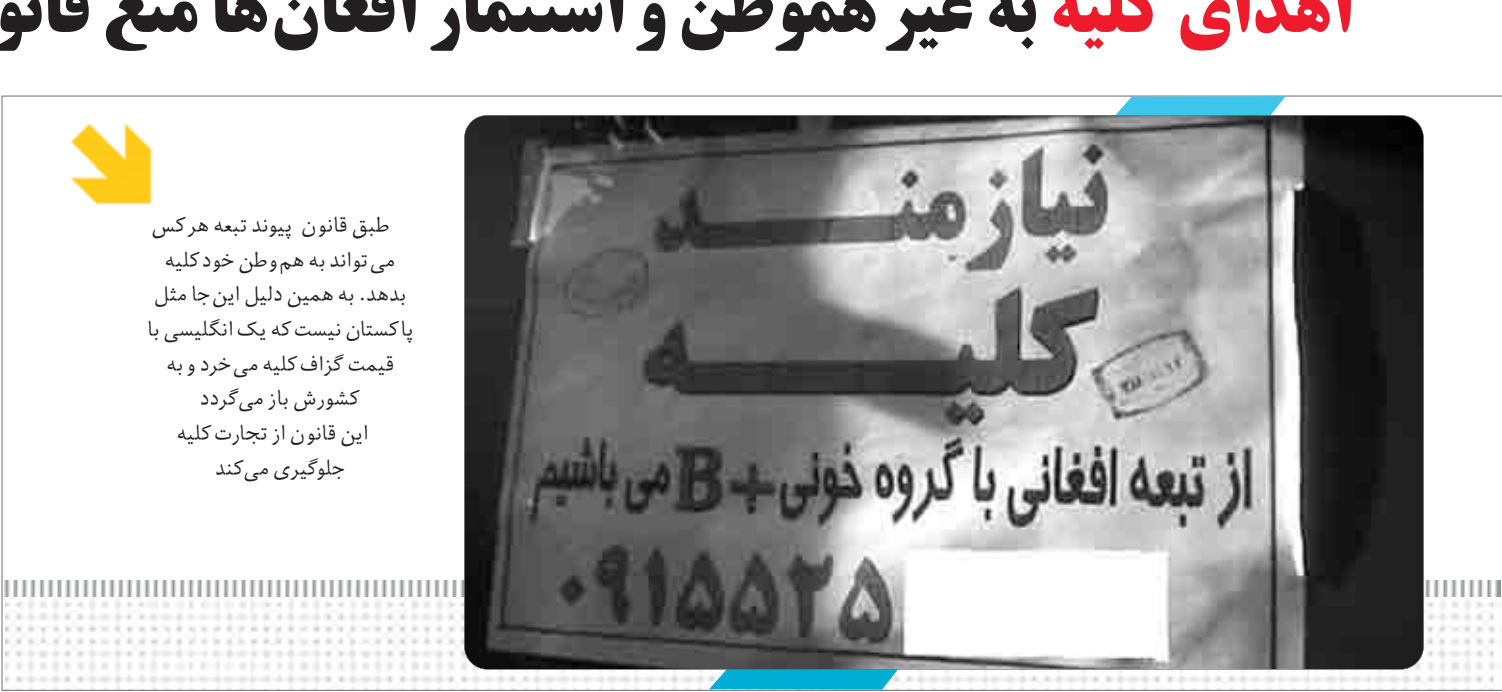 اهدای کلیه به غیر هموطن و استثمار افغان‌ها منع
طبق قانون پیوند تبعه هرکس
می‌تواند به هم‌وطن خود کلیه
بدهد. به همین دلیل این‌جا مثل
پاکستان نیست که یک انگلیسی با
قیمت گزاف کلیه می‌خرد و به
کشورش باز می‌گردد
این قانون از تجارت کلیه
جلوگیری می‌کند
نیازمنـــد
کلیـــه
از تبعه افغانی با گروه خونی +B می باشیم
۰۹۱۵۵۲۵